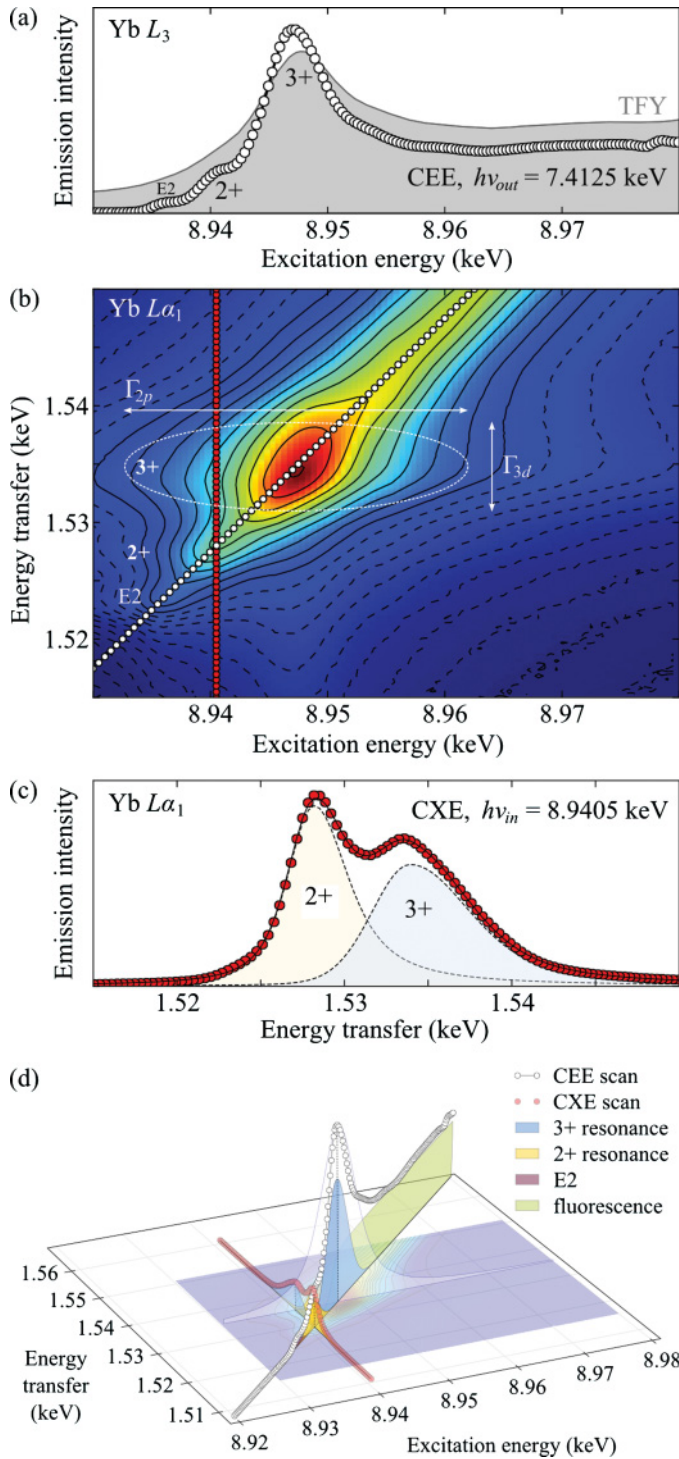 (a)
Yb L₃
3+
TFY
E2
2+
CEE, hν_out = 7.4125 keV
Emission intensity
8.94 8.95 8.96 8.97
Excitation energy (keV)
(b)
Yb Lα₁
Γ₂p
3+
Γ₃d
2+
E2
1.54
1.53
1.52
Energy transfer (keV)
8.94 8.95 8.96 8.97
Excitation energy (keV)
(c)
Yb Lα₁
CXE, hν_in = 8.9405 keV
2+
3+
Emission intensity
1.52 1.53 1.54
Energy transfer (keV)
(d)
CEE scan
CXE scan
3+ resonance
2+ resonance
E2
fluorescence
1.56
1.55
1.54
1.53
1.52
1.51
Energy
transfer
(keV)
8.92 8.93 8.94 8.95 8.96 8.97 8.98
Excitation energy (keV)